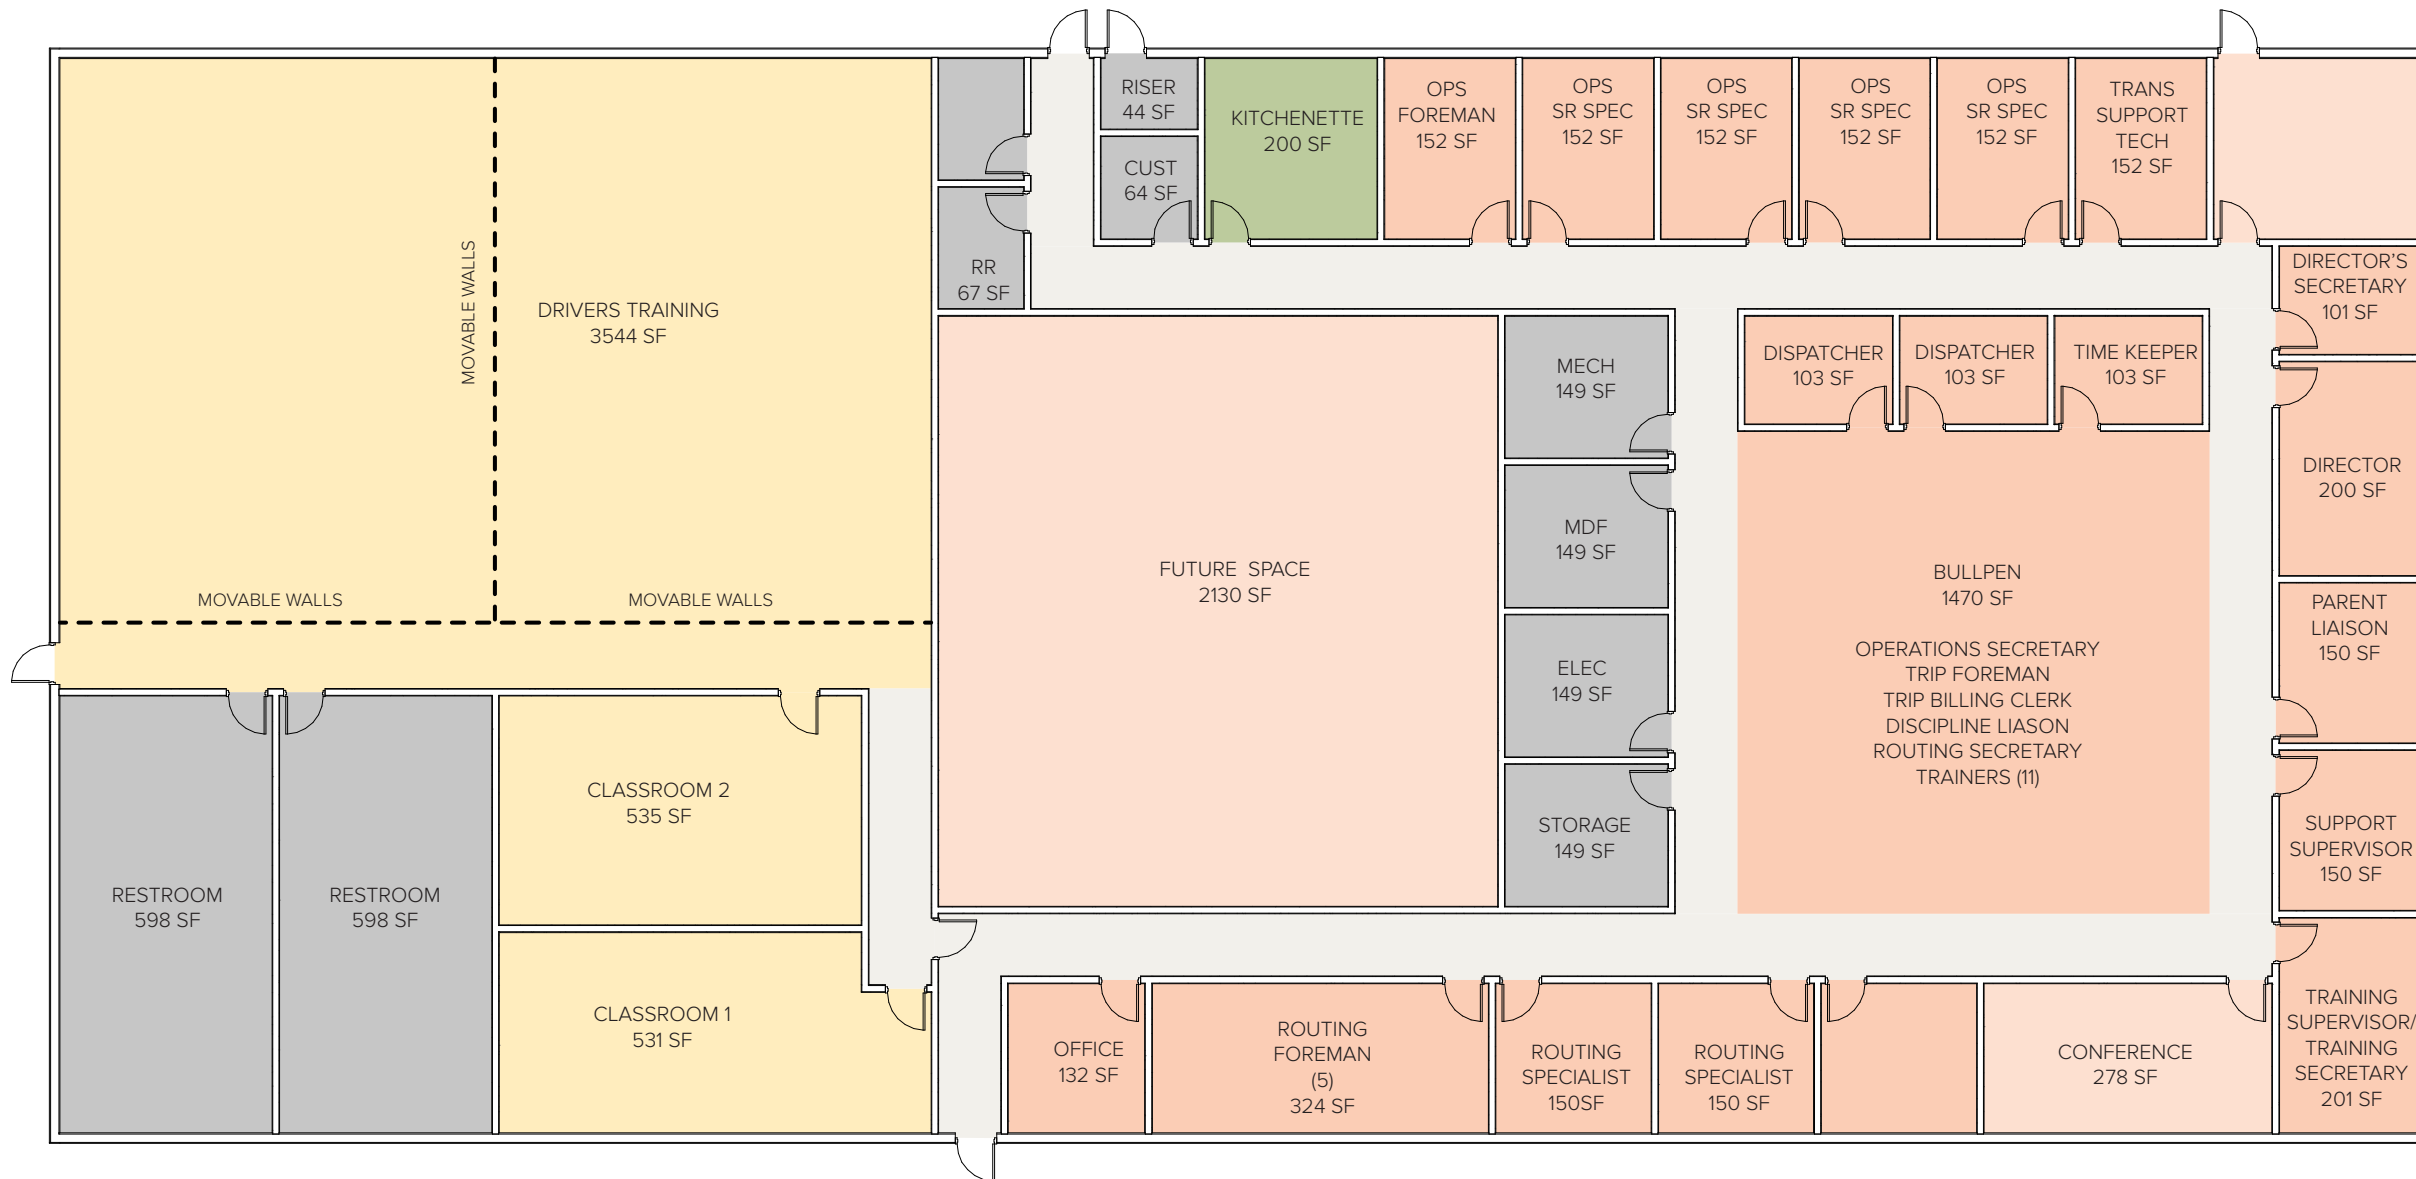 RISER
44 SF
CUST
64 SF
KITCHENETTE
200 SF
OPS
FOREMAN
152 SF
OPS
SR SPEC
152 SF
OPS
SR SPEC
152 SF
OPS
SR SPEC
152 SF
OPS
SR SPEC
152 SF
TRANS
SUPPORT
TECH
152 SF
MOVABLE WALLS
DRIVERS TRAINING
3544 SF
RR
67 SF
DIRECTOR'S
SECRETARY
101 SF
MECH
149 SF
DISPATCHER
103 SF
DISPATCHER
103 SF
TIME KEEPER
103 SF
DIRECTOR
200 SF
MDF
149 SF
FUTURE SPACE
2130 SF
BULLPEN
1470 SF
OPERATIONS SECRETARY
TRIP FOREMAN
TRIP BILLING CLERK
DISCIPLINE LIASON
ROUTING SECRETARY
TRAINERS (11)
MOVABLE WALLS
MOVABLE WALLS
PARENT
LIAISON
150 SF
ELEC
149 SF
CLASSROOM 2
535 SF
STORAGE
149 SF
SUPPORT
SUPERVISOR
150 SF
RESTROOM
598 SF
RESTROOM
598 SF
CLASSROOM 1
531 SF
OFFICE
132 SF
ROUTING
FOREMAN
(5)
324 SF
ROUTING
SPECIALIST
150SF
ROUTING
SPECIALIST
150 SF
CONFERENCE
278 SF
TRAINING
SUPERVISOR/
TRAINING
SECRETARY
201 SF